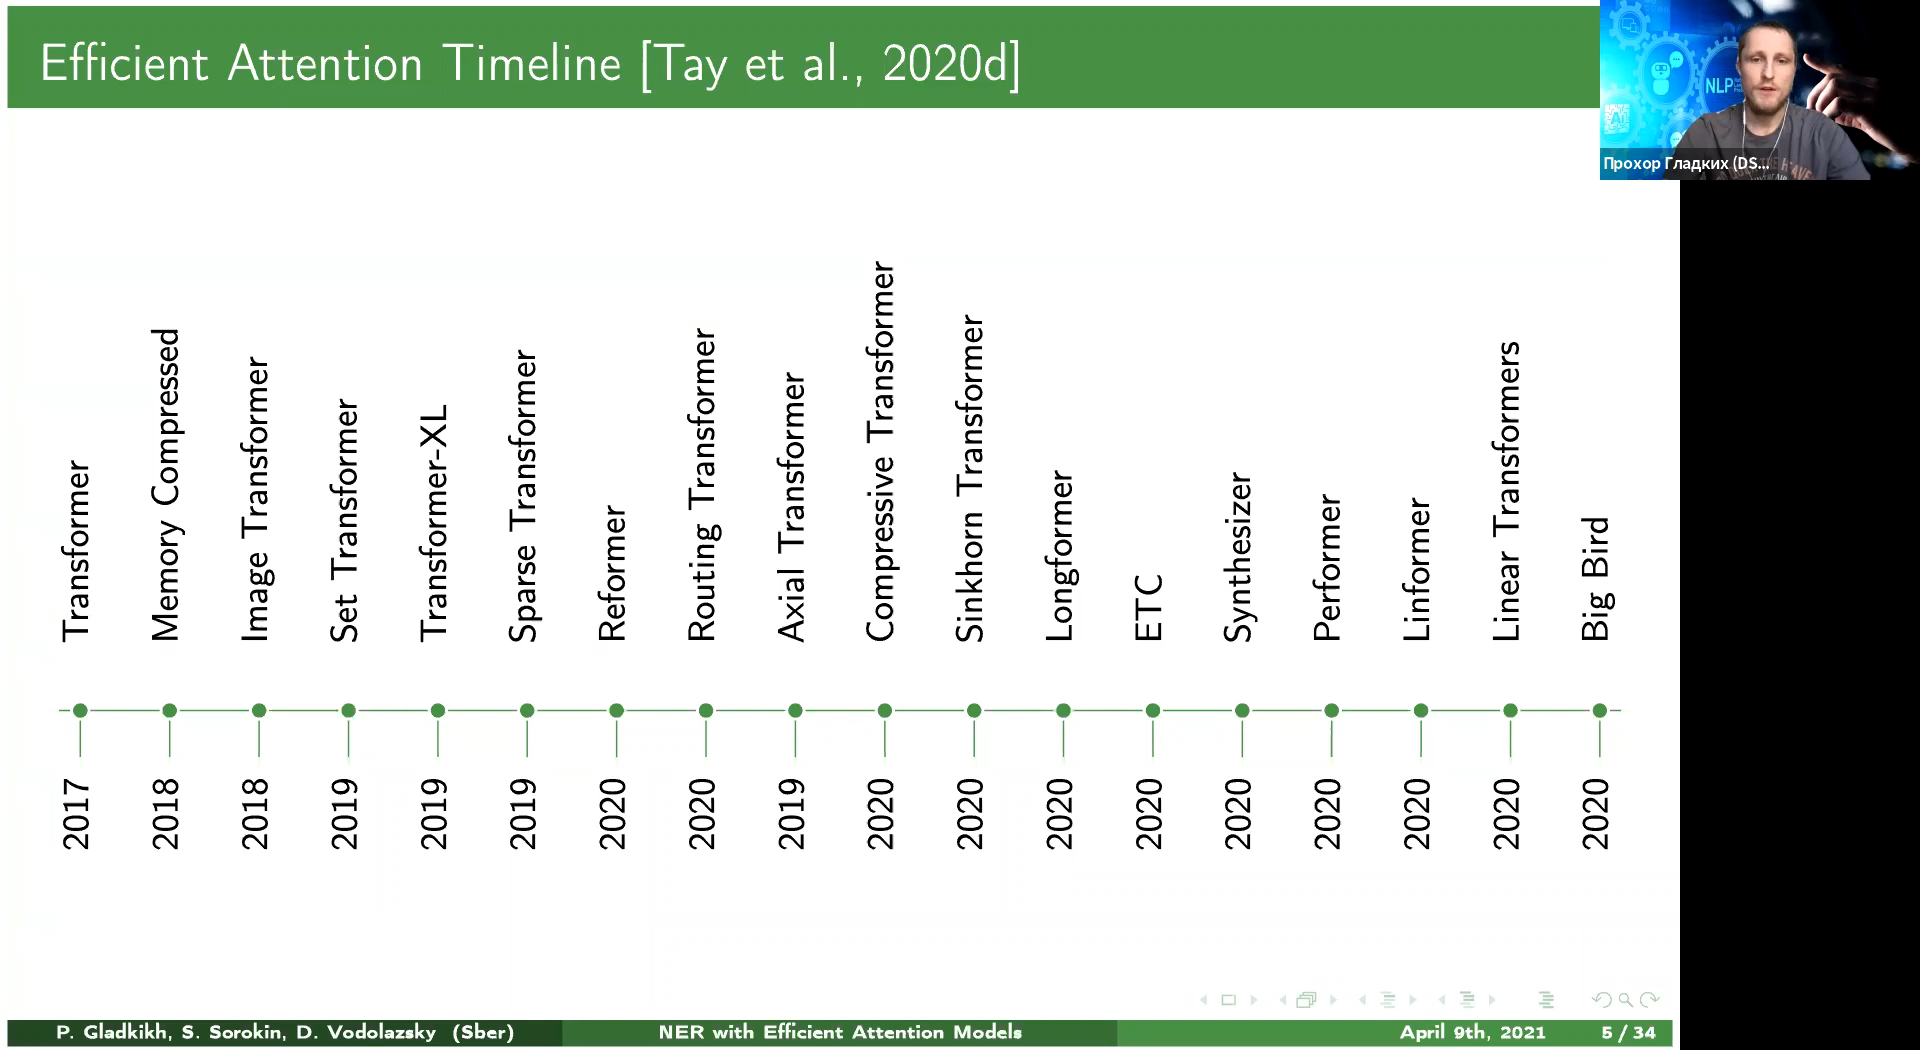 Efficient Attention Timeline [Tay et al., 2020d]
NLP
Прохор Гладких (DS...
Transformer
Memory Compressed
Image Transformer
Set Transformer
Transformer-XL
Sparse Transformer
Reformer
Routing Transformer
Axial Transformer
Compressive Transformer
Sinkhorn Transformer
Longformer
ETC
Synthesizer
Performer
Linformer
Linear Transformers
Big Bird
2017
2018
2018
2019
2019
2019
2020
2020
2019
2020
2020
2020
2020
2020
2020
2020
2020
2020
P. Gladkikh, S. Sorokin, D. Vodolazsky (Sber)
NER with Efficient Attention Models
April 9th, 2021
5 / 34